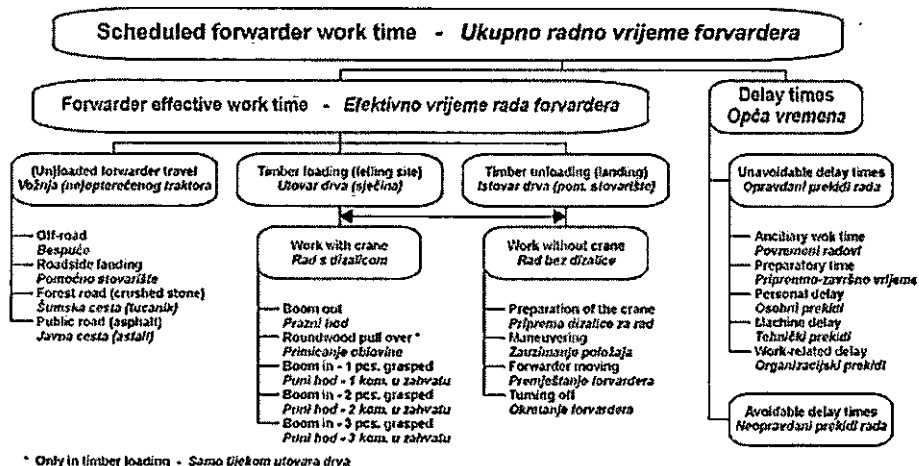 Scheduled forwarder work time - Ukupno radno vrijeme forvardera
Forwarder effective work time - Efektivno vrijeme rada forvardera
Delay times
Opća vremena
(Un)loaded forwarder travel
Vožnja (ne)opterećenog traktora
Off-road
Bespuće
Roadside landing
Pomoćno stovarište
Forest road (crushed stone)
Šumska cesta (tucanik)
Public road (asphalt)
Javna cesta (asfalt)
Timber loading (felling site)
Utovar drva (sječina)
Timber unloading (landing)
Istovar drva (pom. stovarište)
Work with crane
Rad s dizalicom
Boom out
Prazni hod
Roundwood pull over *
Primicanje oblovine
Boom in - 1 pcs. grasped
Puni hod - 1 kom. u zahvatu
Boom in - 2 pcs. grasped
Puni hod - 2 kom. u zahvatu
Boom in - 3 pcs. grasped
Puni hod - 3 kom. u zahvatu
Work without crane
Rad bez dizalice
Preparation of the crane
Priprema dizalice za rad
Maneuvering
Zauzimanje položaja
Forwarder moving
Premještanje forvardera
Turning off
Okretanje forvardera
Unavoidable delay times
Opravdani prekidi rada
Ancillary wok time
Povremeni radovi
Preparatory time
Pripremno-završno vrijeme
Personal delay
Osobni prekidi
Machine delay
Tehnički prekidi
Work-related delay
Organizacijski prekidi
Avoidable delay times
Neopravdani prekidi rada
* Only in timber loading - Samo tijekom utovara drva